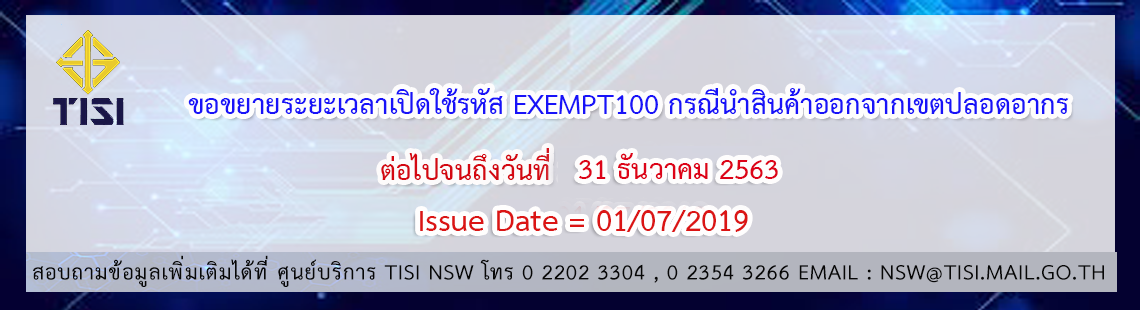 TISI
ขอขยายระยะเวลาเปิดใช้รหัส EXEMPT100 กรณีนำสินค้าออกจากเขตปลอดอากร
ต่อไปจนถึงวันที่ 31 ธันวาคม 2563
Issue Date = 01/07/2019
สอบถามข้อมูลเพิ่มเติมได้ที่ ศูนย์บริการ TISI NSW โทร 0 2202 3304 , 0 2354 3266 EMAIL : NSW@TISI.MAIL.GO.TH